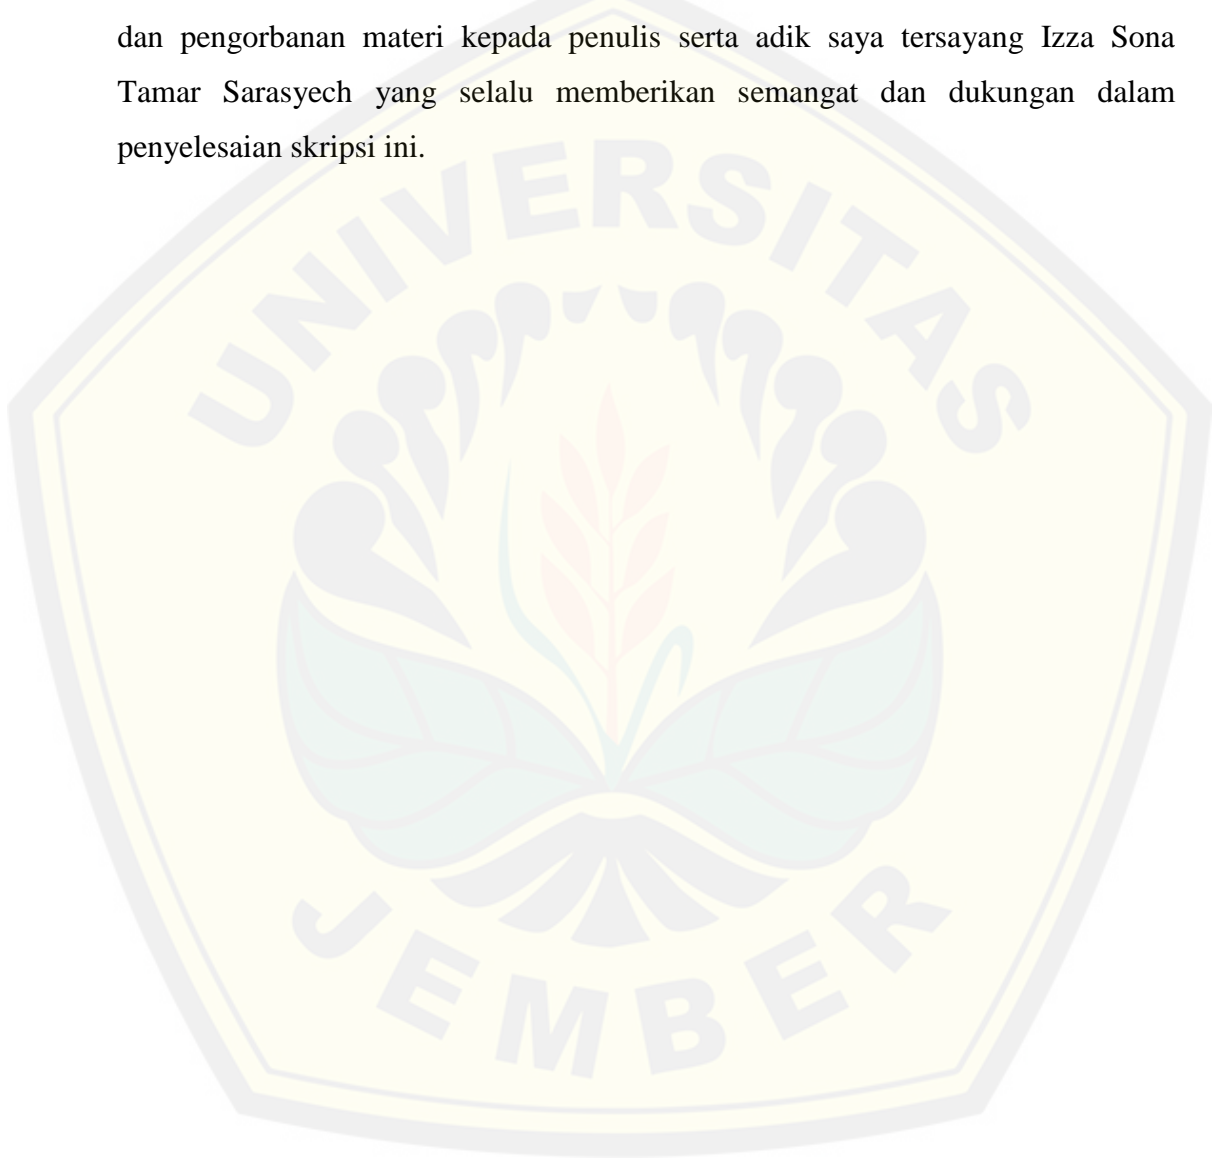 dan pengorbanan materi kepada penulis serta adik saya tersayang Izza Sona
Tamar Sarasyech yang selalu memberikan semangat dan dukungan dalam
penyelesaian skripsi ini.
UNIVERSITAS
JEMBER